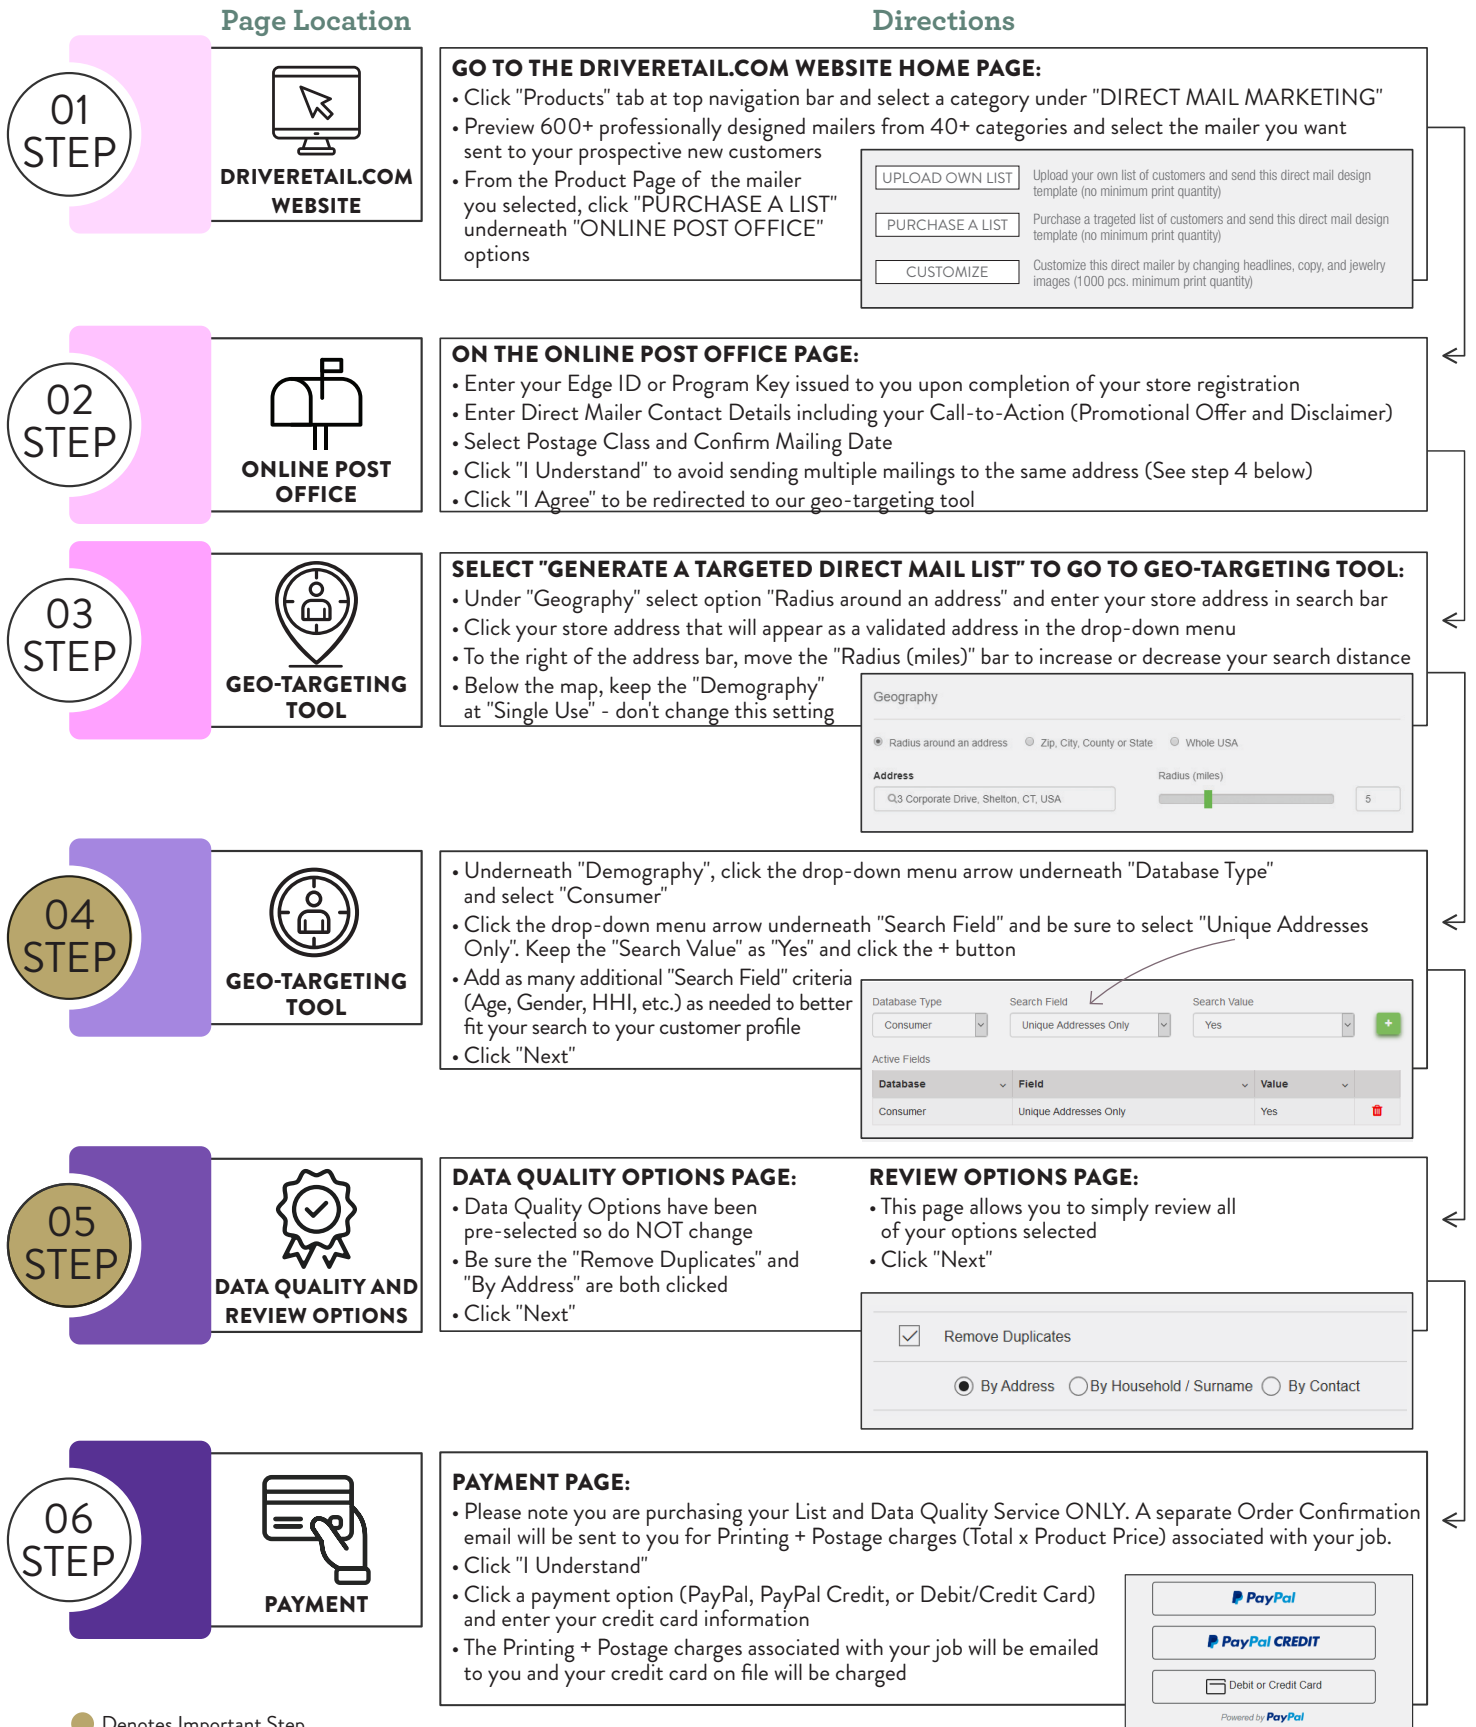 Page Location
Directions
01
STEP
DRIVERETAIL.COM
WEBSITE
GO TO THE DRIVERETAIL.COM WEBSITE HOME PAGE:
• Click "Products" tab at top navigation bar and select a category under "DIRECT MAIL MARKETING"
• Preview 600+ professionally designed mailers from 40+ categories and select the mailer you want
sent to your prospective new customers
• From the Product Page of the mailer
you selected, click "PURCHASE A LIST"
underneath "ONLINE POST OFFICE"
options
UPLOAD OWN LIST
Upload your own list of customers and send this direct mail design
template (no minimum print quantity)
PURCHASE A LIST
Purchase a trageted list of customers and send this direct mail design
template (no minimum print quantity)
CUSTOMIZE
Customize this direct mailer by changing headlines, copy, and jewelry
images (1000 pcs. minimum print quantity)
02
STEP
ONLINE POST
OFFICE
ON THE ONLINE POST OFFICE PAGE:
• Enter your Edge ID or Program Key issued to you upon completion of your store registration
• Enter Direct Mailer Contact Details including your Call-to-Action (Promotional Offer and Disclaimer)
• Select Postage Class and Confirm Mailing Date
• Click "I Understand" to avoid sending multiple mailings to the same address (See step 4 below)
• Click "I Agree" to be redirected to our geo-targeting tool
03
STEP
GEO-TARGETING
TOOL
SELECT "GENERATE A TARGETED DIRECT MAIL LIST" TO GO TO GEO-TARGETING TOOL:
• Under "Geography" select option "Radius around an address" and enter your store address in search bar
• Click your store address that will appear as a validated address in the drop-down menu
• To the right of the address bar, move the "Radius (miles)" bar to increase or decrease your search distance
• Below the map, keep the "Demography"
at "Single Use" - don't change this setting
Geography
Radius around an address Zip, City, County or State Whole USA
Address Radius (miles)
3 Corporate Drive, Shelton, CT, USA 5
04
STEP
GEO-TARGETING
TOOL
• Underneath "Demography", click the drop-down menu arrow underneath "Database Type"
and select "Consumer"
• Click the drop-down menu arrow underneath "Search Field" and be sure to select "Unique Addresses
Only". Keep the "Search Value" as "Yes" and click the + button
• Add as many additional "Search Field" criteria
(Age, Gender, HHI, etc.) as needed to better
fit your search to your customer profile
• Click "Next"
Database Type Search Field Search Value
Consumer Unique Addresses Only Yes +
Active Fields
Database Field Value
Consumer Unique Addresses Only Yes
05
STEP
DATA QUALITY AND
REVIEW OPTIONS
DATA QUALITY OPTIONS PAGE:
• Data Quality Options have been
pre-selected so do NOT change
• Be sure the "Remove Duplicates" and
"By Address" are both clicked
• Click "Next"
REVIEW OPTIONS PAGE:
• This page allows you to simply review all
of your options selected
• Click "Next"
Remove Duplicates
By Address By Household / Surname By Contact
06
STEP
PAYMENT
PAYMENT PAGE:
• Please note you are purchasing your List and Data Quality Service ONLY. A separate Order Confirmation
email will be sent to you for Printing + Postage charges (Total x Product Price) associated with your job.
• Click "I Understand"
• Click a payment option (PayPal, PayPal Credit, or Debit/Credit Card)
and enter your credit card information
• The Printing + Postage charges associated with your job will be emailed
to you and your credit card on file will be charged
PayPal
PayPal CREDIT
Debit or Credit Card
Powered by PayPal
Denotes Important Step